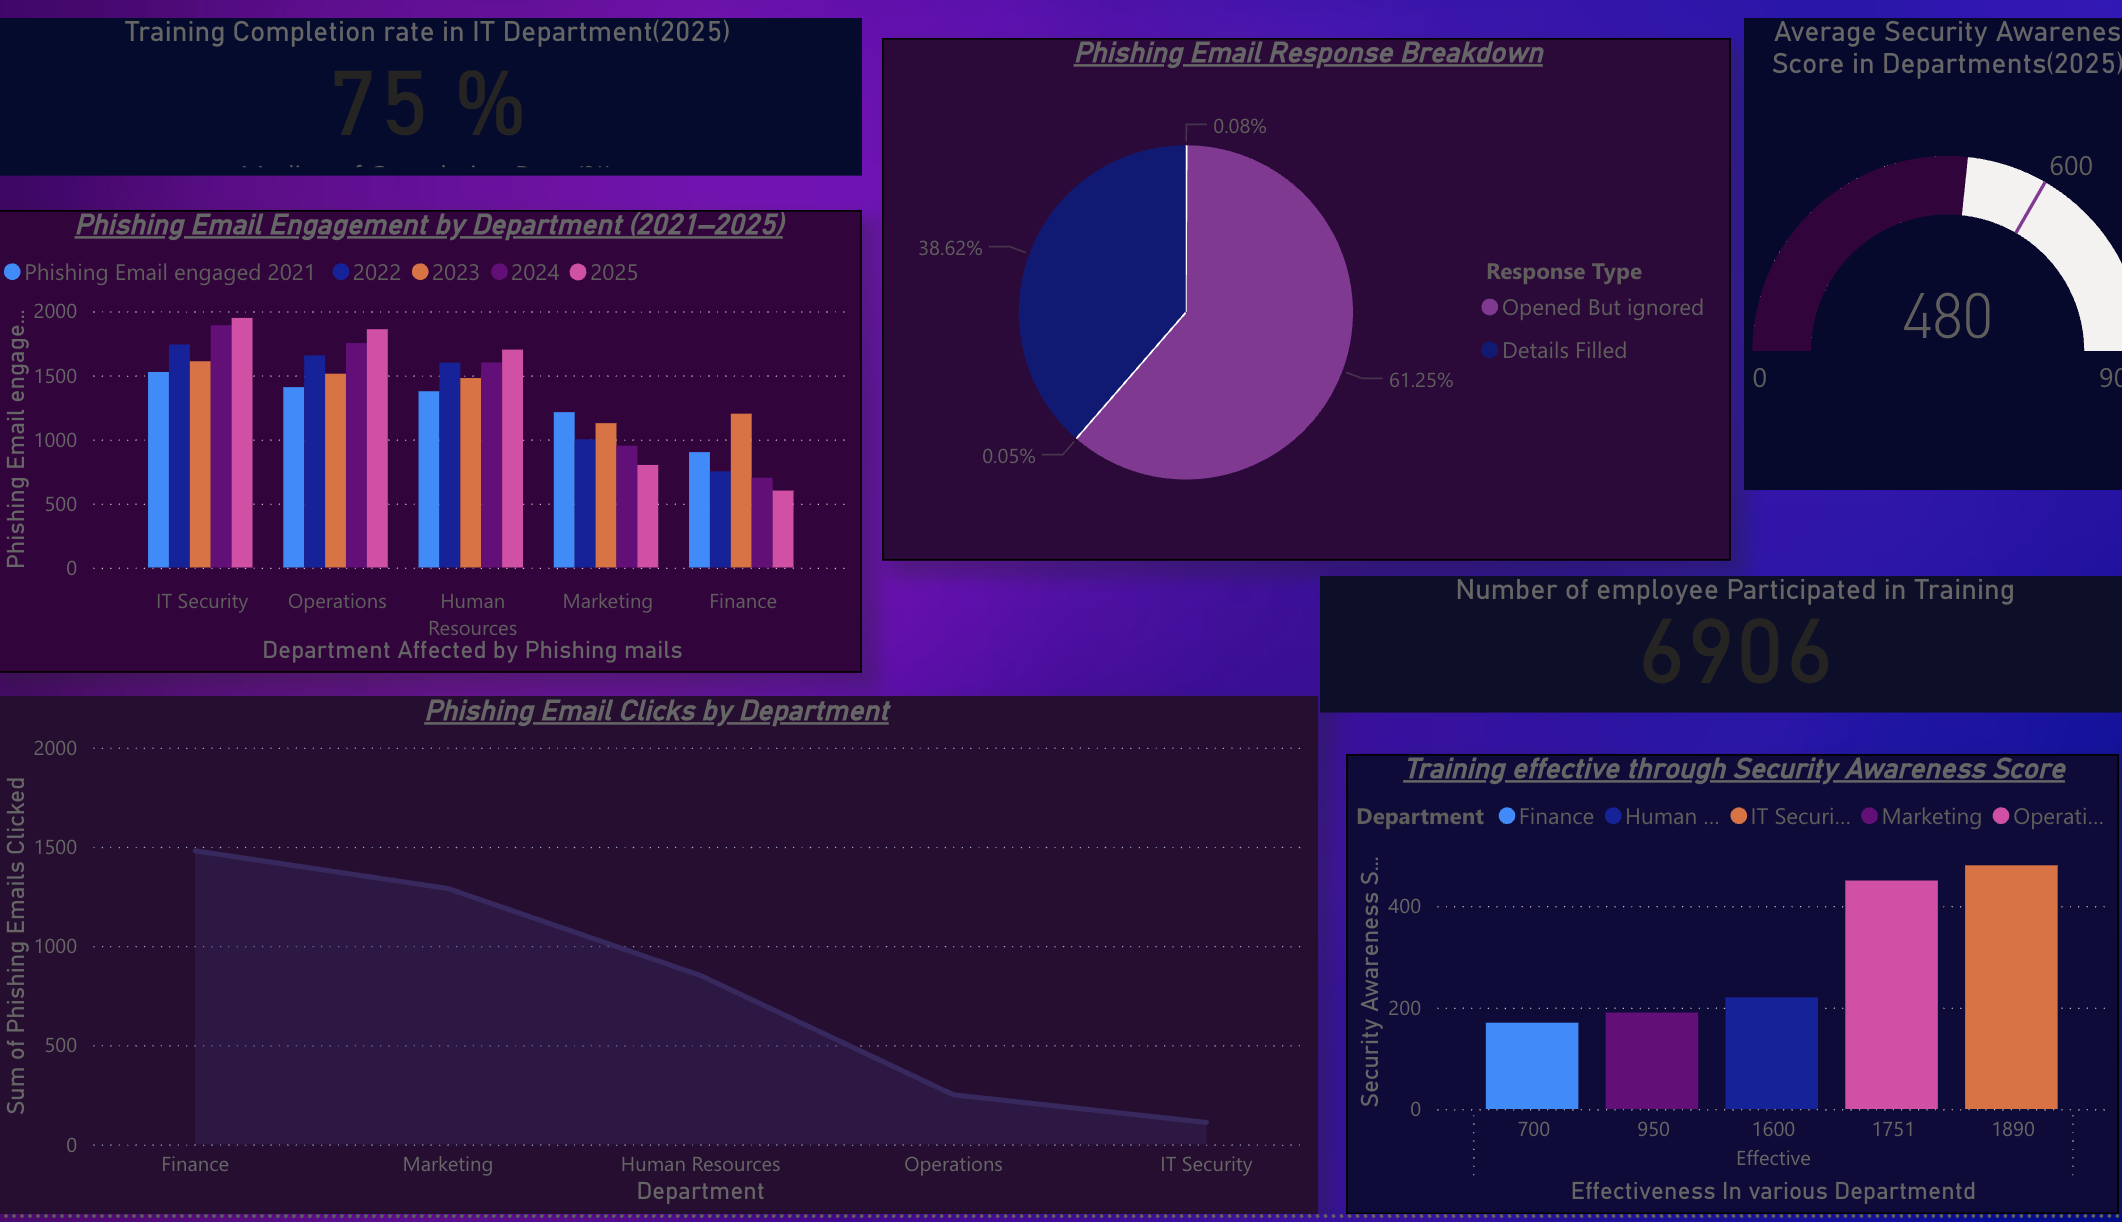 Training Completion rate in IT Department(2025)
75 %
Phishing Email Engagement by Department (2021–2025)
Phishing Email engaged 2021 2022 2023 2024 2025
Phishing Email engage...
2000
1500
1000
500
0
IT Security Operations Human Resources Marketing Finance
Department Affected by Phishing mails
Phishing Email Response Breakdown
0.08%
38.62%
61.25%
0.05%
Response Type
Opened But ignored
Details Filled
Average Security Awarenes
Score in Departments(2025)
600
480
0
90
Number of employee Participated in Training
6906
Phishing Email Clicks by Department
Sum of Phishing Emails Clicked
2000
1500
1000
500
0
Finance Marketing Human Resources Operations IT Security
Department
Training effective through Security Awareness Score
Department Finance Human ... IT Securi... Marketing Operati...
Security Awareness S...
400
200
0
700 950 1600 1751 1890
Effective
Effectiveness In various Departmentd